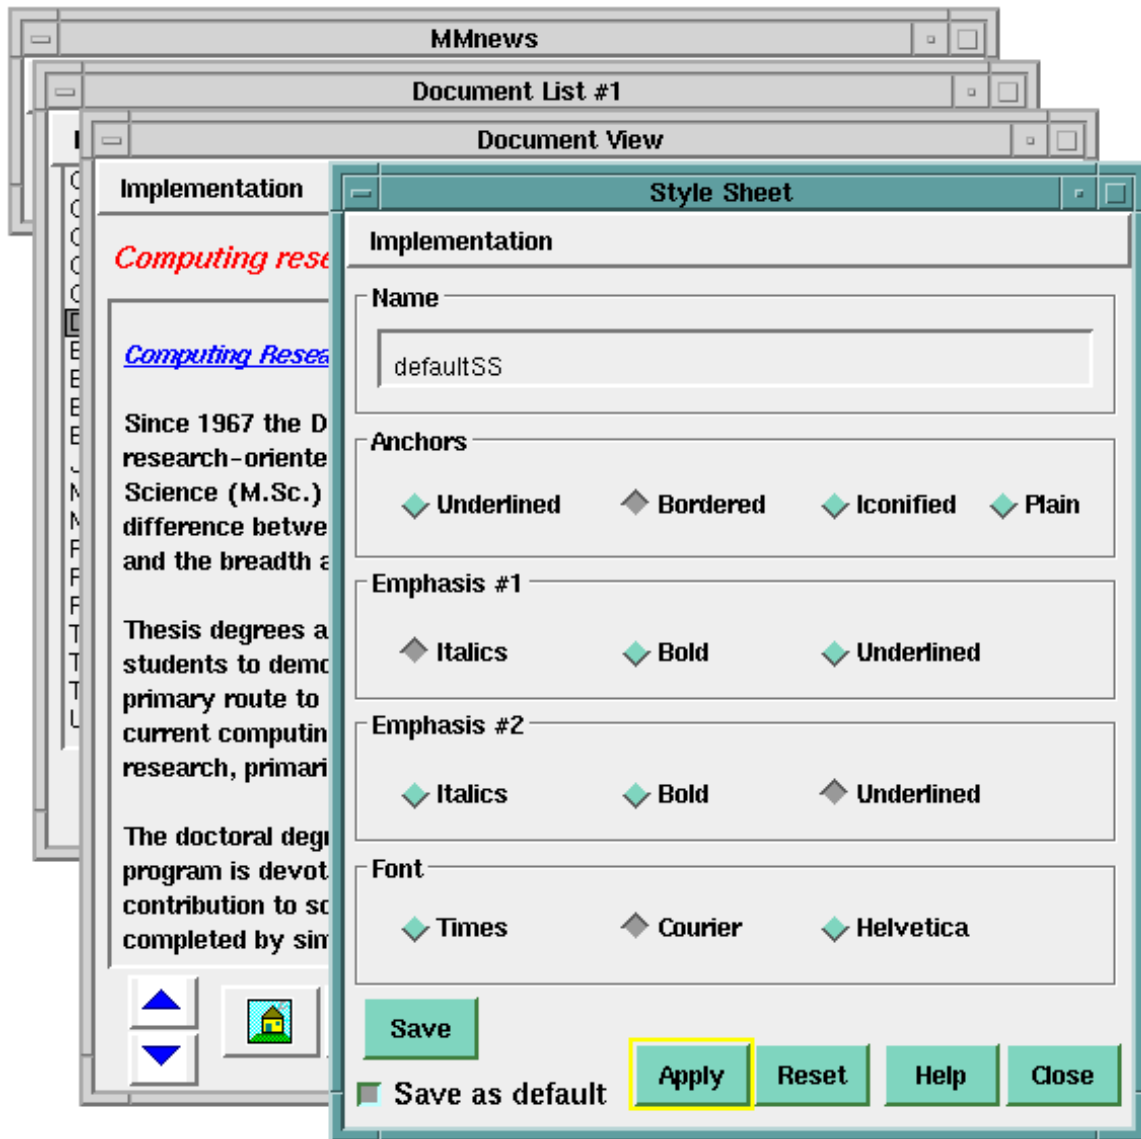 MMnews
Document List #1
Document View
Implementation
Computing rese
Computing Resea
Since 1967 the D
research-oriente
Science (M.Sc.)
difference betwe
and the breadth a
Thesis degrees a
students to demo
primary route to
current computin
research, primari
The doctoral degr
program is devot
contribution to sc
completed by sim
Style Sheet
Implementation
Name
defaultSS
Anchors
Underlined Bordered Iconified Plain
Emphasis #1
Italics Bold Underlined
Emphasis #2
Italics Bold Underlined
Font
Times Courier Helvetica
Save
Save as default
Apply Reset Help Close